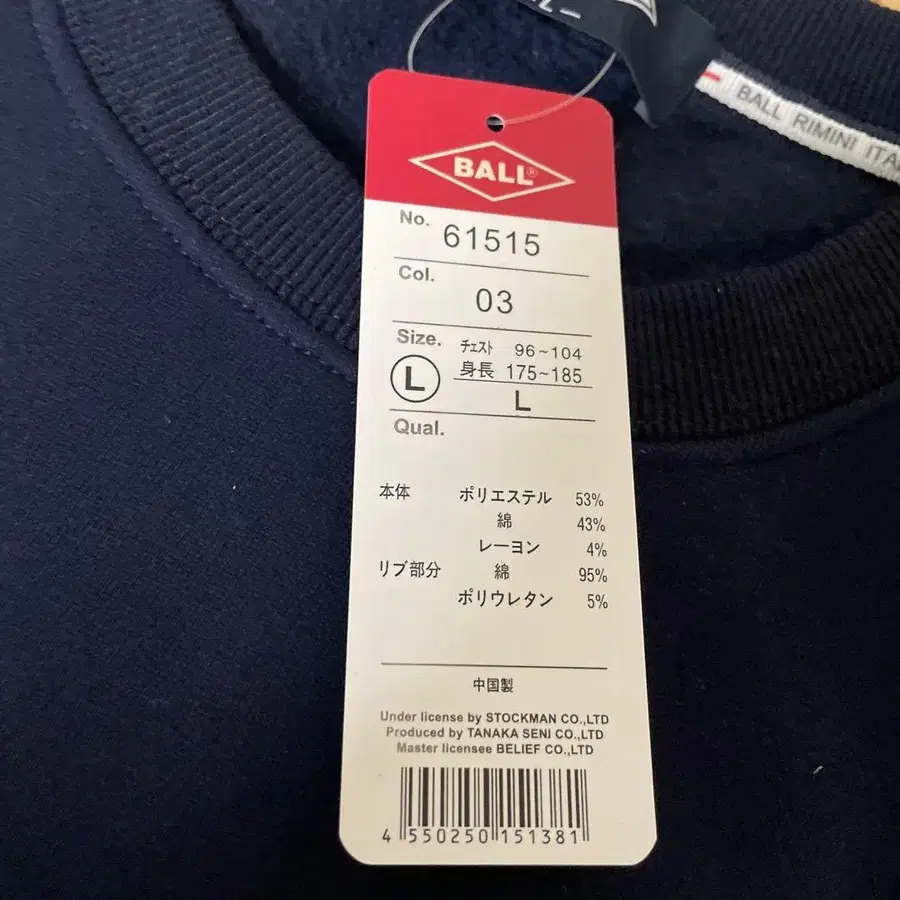 BALL RIMINI ITA
BALL®
No. 61515
Col. 03
Size. チェスト 96~104
L 身長 175~185
L
Qual.
本体 ポリエステル 53%
綿 43%
レーヨン 4%
リブ部分 綿 95%
ポリウレタン 5%
中国製
Under license by STOCKMAN CO.,LTD
Produced by TANAKA SENI CO.,LTD
Master licensee BELIEF CO.,LTD
4 550250 151381